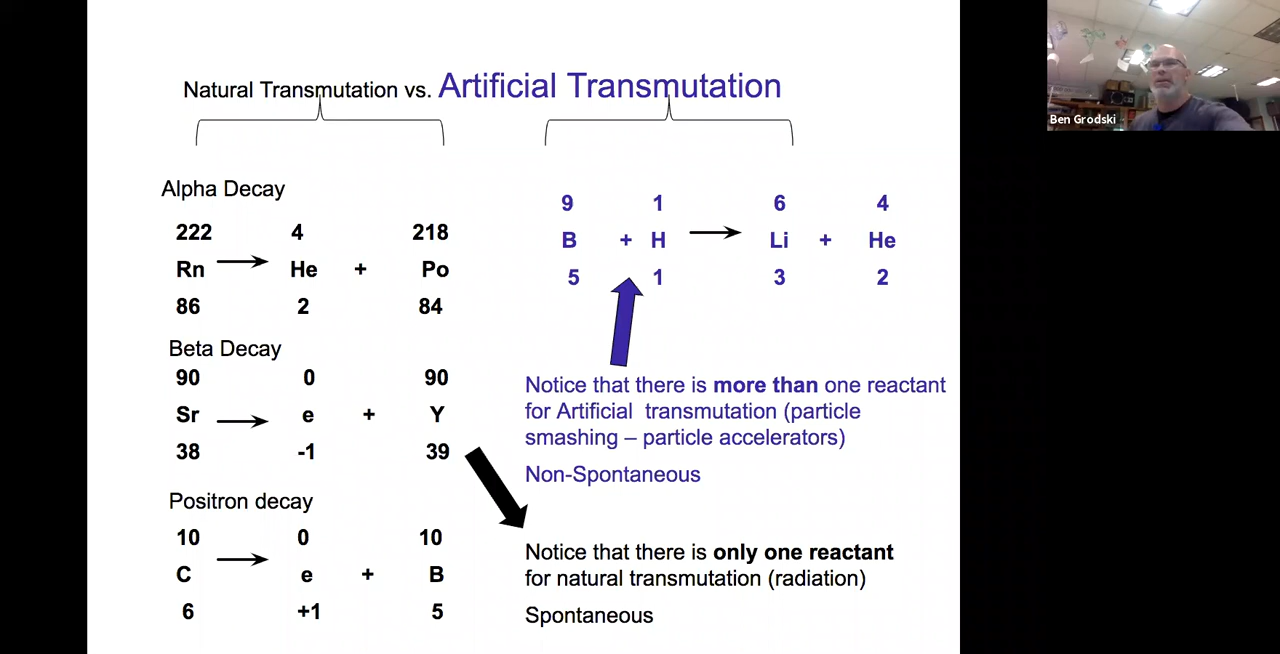 Natural Transmutation vs. Artificial Transmutation
Alpha Decay
222 4 218
Rn He + Po
86 2 84
Beta Decay
90 0 90
Sr e + Y
38 -1 39
Positron decay
10 0 10
C e + B
6 +1 5
9 1 6 4
B + H Li + He
5 1 3 2
Notice that there is more than one reactant
for Artificial transmutation (particle
smashing – particle accelerators)
Non-Spontaneous
Notice that there is only one reactant
for natural transmutation (radiation)
Spontaneous
Ben Grodski